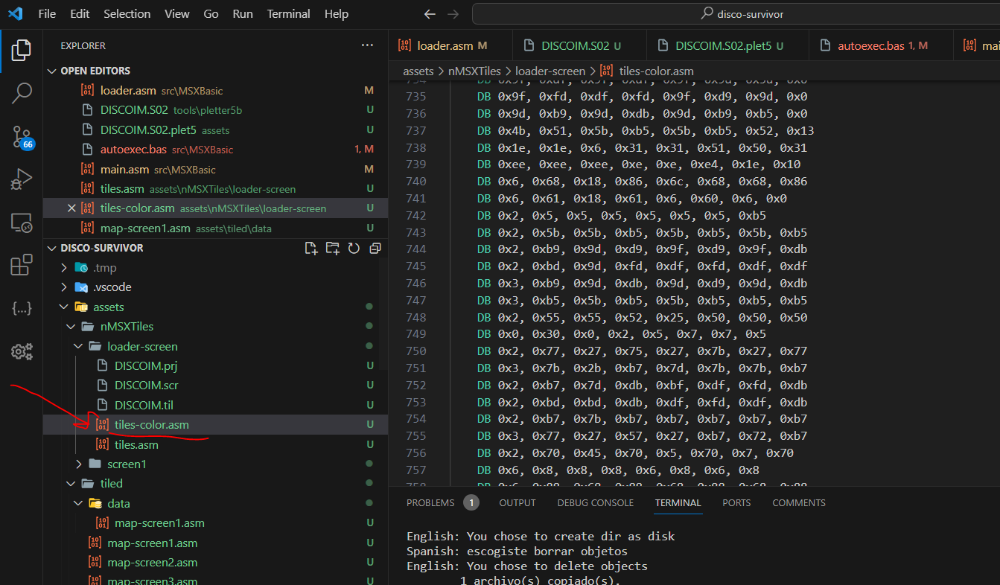 File Edit Selection View Go Run Terminal Help
disco-survivor
EXPLORER
OPEN EDITORS
loader.asm src\MSXBasic M
DISCOIM.S02 tools\pletter5b U
DISCOIM.S02.plet5 assets U
autoexec.bas src\MSXBasic 1, M
main.asm src\MSXBasic M
tiles.asm assets\nMSXTiles\loader-screen U
tiles-color.asm assets\nMSXTiles\loader-screen U
map-screen1.asm assets\tiled\data U
DISCO-SURVIVOR
.tmp
.vscode
assets
nMSXTiles
loader-screen
DISCOIM.prj U
DISCOIM.scr U
DISCOIM.til U
tiles-color.asm U
tiles.asm U
screen1
tiled
data
map-screen1.asm U
map-screen1.asm U
map-screen2.asm U
map-screen3.asm U
66
loader.asm M
DISCOIM.S02 U
DISCOIM.S02.plet5 U
autoexec.bas 1, M
assets > nMSXTiles > loader-screen > tiles-color.asm
735 DB 0x9f, 0xfd, 0xdf, 0xfd, 0x9f, 0xd9, 0x9d, 0x0
736 DB 0x9d, 0xb9, 0x9d, 0xdb, 0x9d, 0xb9, 0xb5, 0x0
737 DB 0x4b, 0x51, 0x5b, 0xb5, 0x5b, 0xb5, 0x52, 0x13
738 DB 0x1e, 0x1e, 0x6, 0x31, 0x31, 0x51, 0x50, 0x31
739 DB 0xee, 0xee, 0xee, 0xe, 0xe, 0xe4, 0x1e, 0x10
740 DB 0x6, 0x68, 0x18, 0x86, 0x6c, 0x68, 0x68, 0x86
741 DB 0x6, 0x61, 0x18, 0x61, 0x6, 0x60, 0x6, 0x0
742 DB 0x2, 0x5, 0x5, 0x5, 0x5, 0x5, 0x5, 0xb5
743 DB 0x2, 0x5b, 0x5b, 0xb5, 0x5b, 0x5b, 0x5b, 0xb5
744 DB 0x2, 0xb9, 0x9d, 0xd9, 0x9f, 0xd9, 0x9f, 0xdb
745 DB 0x2, 0xbd, 0x9d, 0xfd, 0xdf, 0xfd, 0xdf, 0xdf
746 DB 0x3, 0xb9, 0x9d, 0xdb, 0x9d, 0xd9, 0x9d, 0xdb
747 DB 0x3, 0xb5, 0x5b, 0xb5, 0x5b, 0xb5, 0xb5, 0xb5
748 DB 0x2, 0x55, 0x55, 0x52, 0x25, 0x50, 0x50, 0x50
749 DB 0x0, 0x30, 0x0, 0x2, 0x5, 0x7, 0x7, 0x5
750 DB 0x2, 0x77, 0x27, 0x75, 0x27, 0x7b, 0x27, 0x77
751 DB 0x3, 0x7b, 0x2b, 0xb7, 0x7d, 0x7b, 0x7b, 0xb7
752 DB 0x2, 0xb7, 0x7d, 0xdb, 0xbf, 0xdf, 0xfd, 0xdb
753 DB 0x2, 0xbd, 0xbd, 0xdb, 0xdf, 0xfd, 0xdf, 0xdb
754 DB 0x2, 0xb7, 0x7b, 0xb7, 0xb7, 0xb7, 0xb7, 0xb7
755 DB 0x3, 0x77, 0x27, 0x57, 0x27, 0xb7, 0x72, 0xb7
756 DB 0x2, 0x70, 0x45, 0x70, 0x5, 0x70, 0x7, 0x70
757 DB 0x6, 0x8, 0x8, 0x8, 0x6, 0x8, 0x6, 0x8
PROBLEMS 1 OUTPUT DEBUG CONSOLE TERMINAL PORTS COMMENTS
English: You chose to create dir as disk
Spanish: escogiste borrar objetos
English: You chose to delete objects
1 archivo(s) copiado(s).